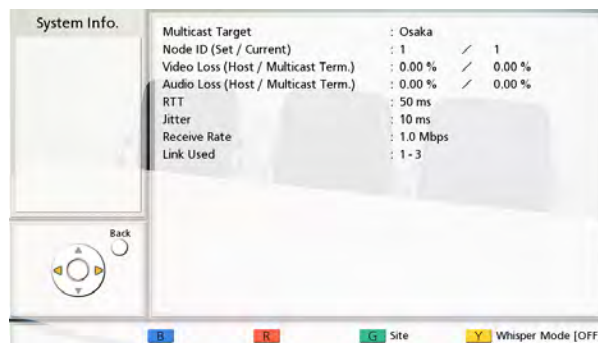 System Info.
Multicast Target : Osaka
Node ID (Set / Current) : 1 / 1
Video Loss (Host / Multicast Term.) : 0.00 % / 0.00 %
Audio Loss (Host / Multicast Term.) : 0.00 % / 0.00 %
RTT : 50 ms
Jitter : 10 ms
Receive Rate : 1.0 Mbps
Link Used : 1 - 3
Back
B R G Site Y Whisper Mode [OFF